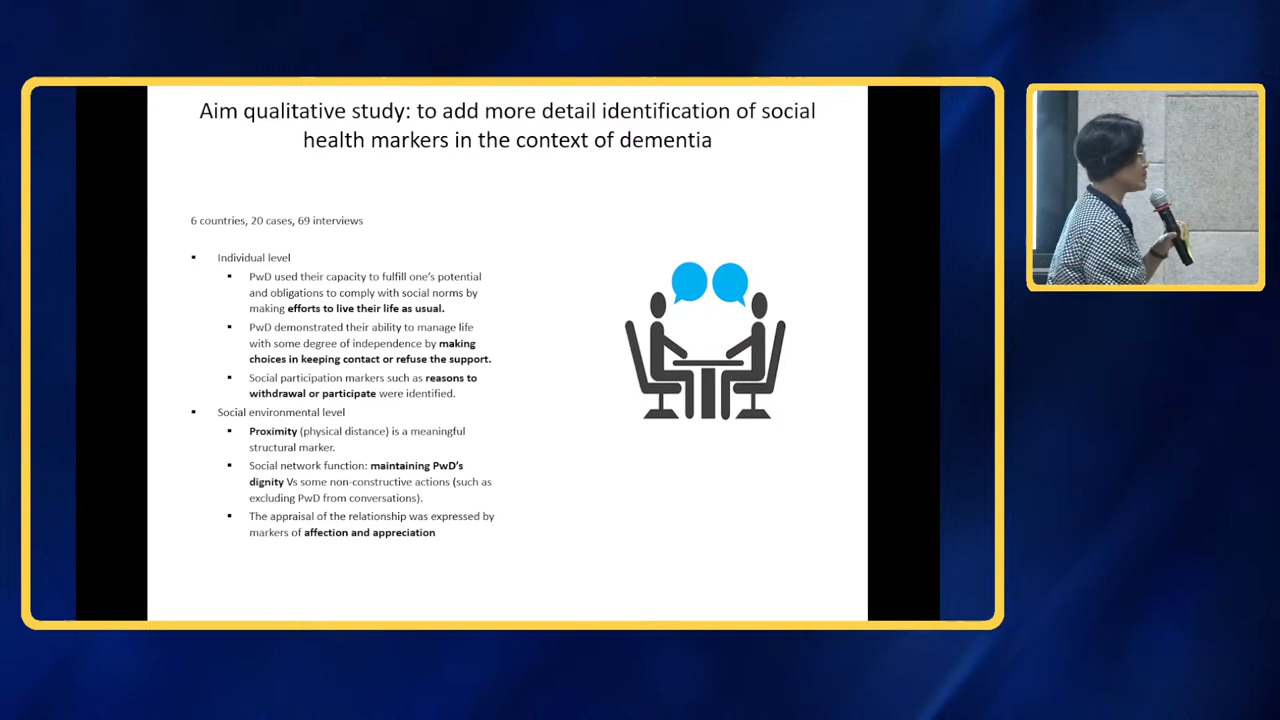 Aim qualitative study: to add more detail identification of social
health markers in the context of dementia
6 countries, 20 cases, 69 interviews
▪ Individual level
▪ PwD used their capacity to fulfill one's potential
and obligations to comply with social norms by
making efforts to live their life as usual.
▪ PwD demonstrated their ability to manage life
with some degree of independence by making
choices in keeping contact or refuse the support.
▪ Social participation markers such as reasons to
withdrawal or participate were identified.
▪ Social environmental level
▪ Proximity (physical distance) is a meaningful
structural marker.
▪ Social network function: maintaining PwD's
dignity Vs some non-constructive actions (such as
excluding PwD from conversations).
▪ The appraisal of the relationship was expressed by
markers of affection and appreciation